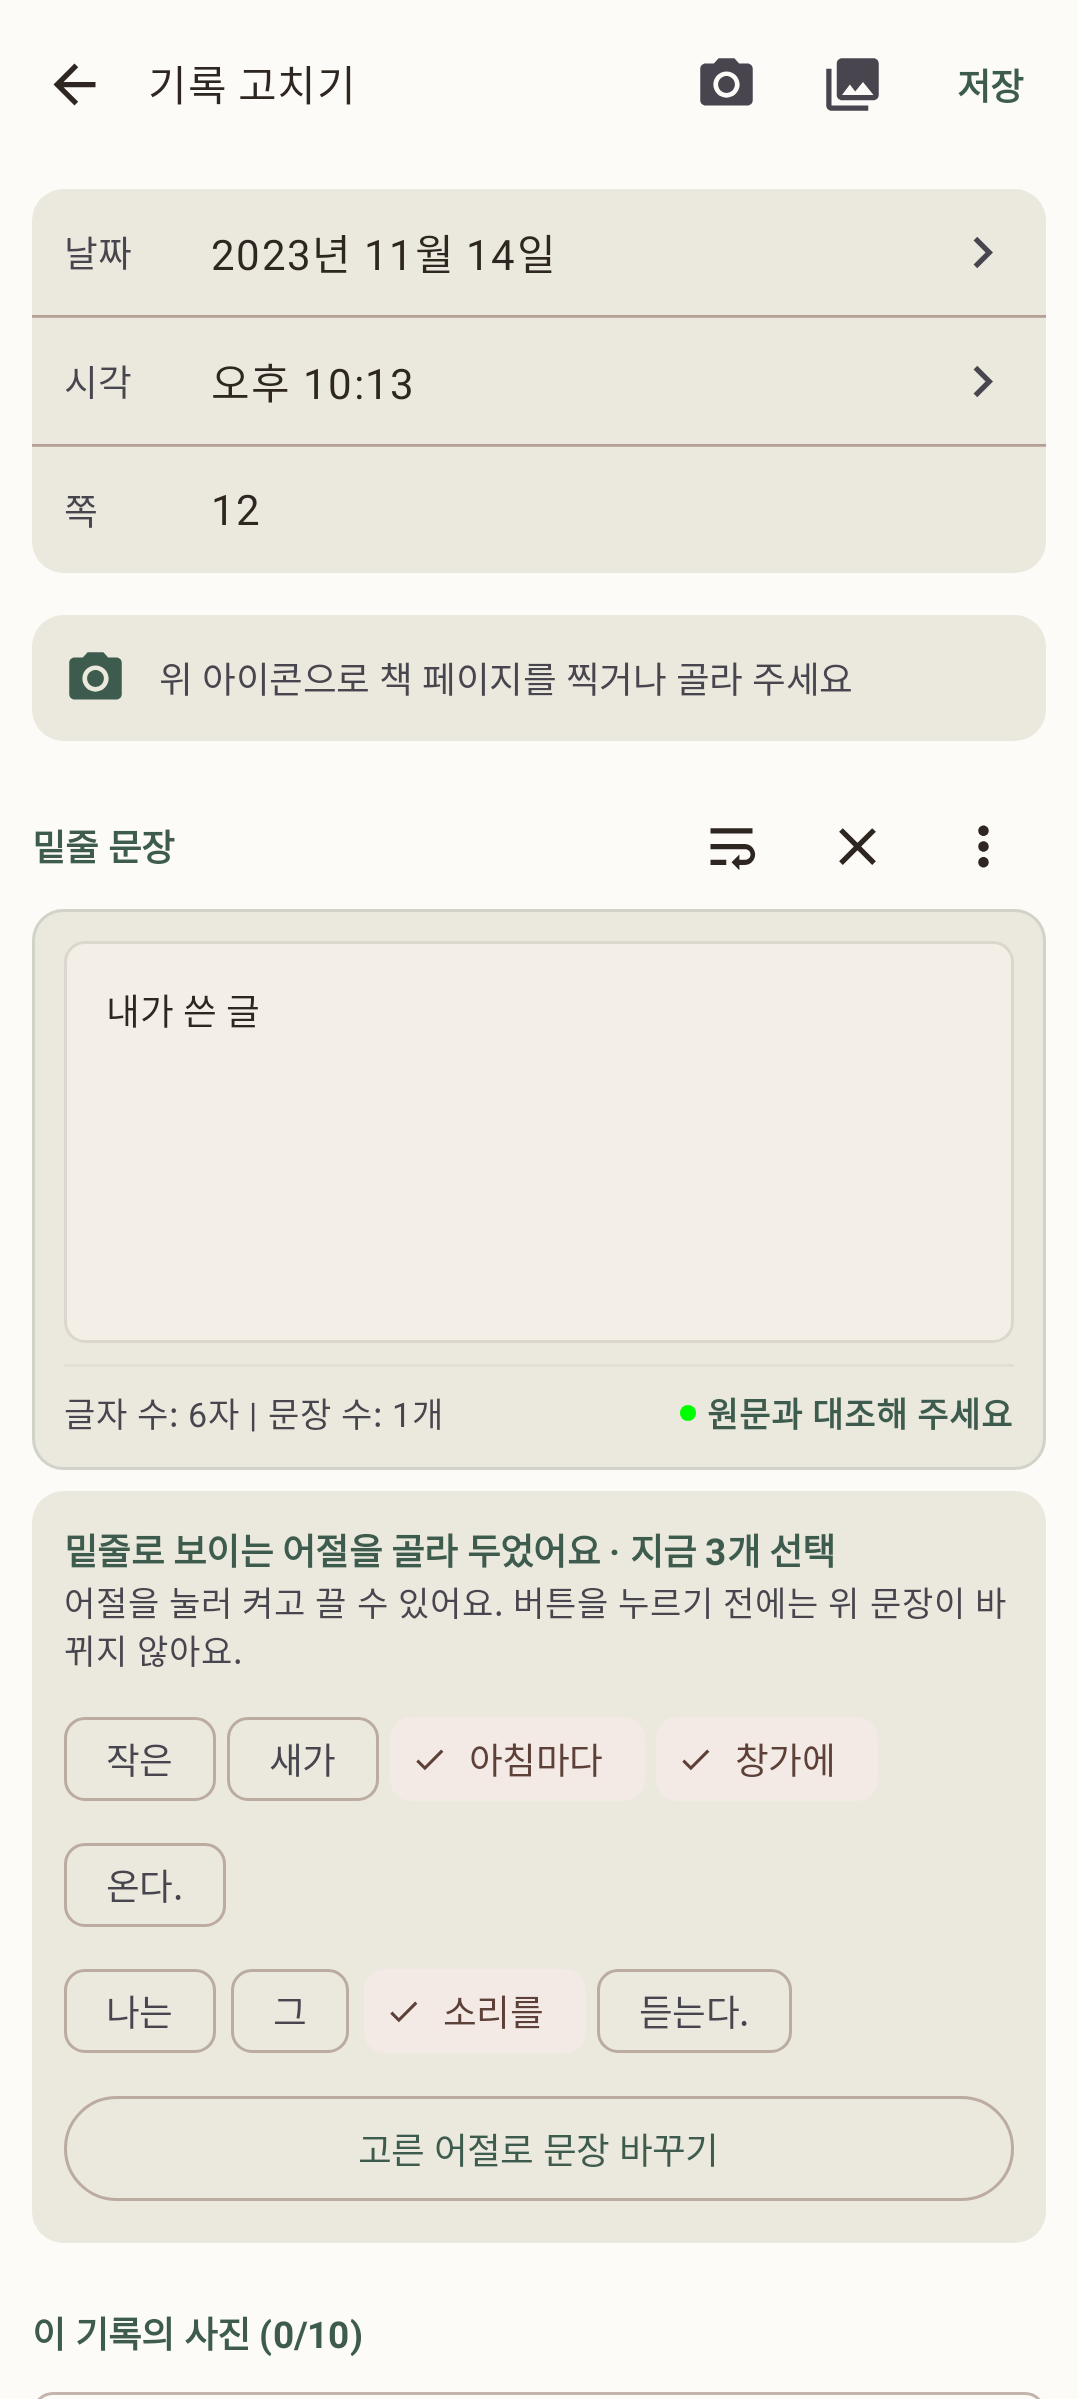 기록 고치기
저장
날짜
2023년 11월 14일
시각
오후 10:13
쪽
12
위 아이콘으로 책 페이지를 찍거나 골라 주세요
밑줄 문장
내가 쓴 글
글자 수: 6자 | 문장 수: 1개
원문과 대조해 주세요
밑줄로 보이는 어절을 골라 두었어요 · 지금 3개 선택
어절을 눌러 켜고 끌 수 있어요. 버튼을 누르기 전에는 위 문장이 바
뀌지 않아요.
작은 새가 아침마다 창가에
온다.
나는 그 소리를 듣는다.
고른 어절로 문장 바꾸기
이 기록의 사진 (0/10)